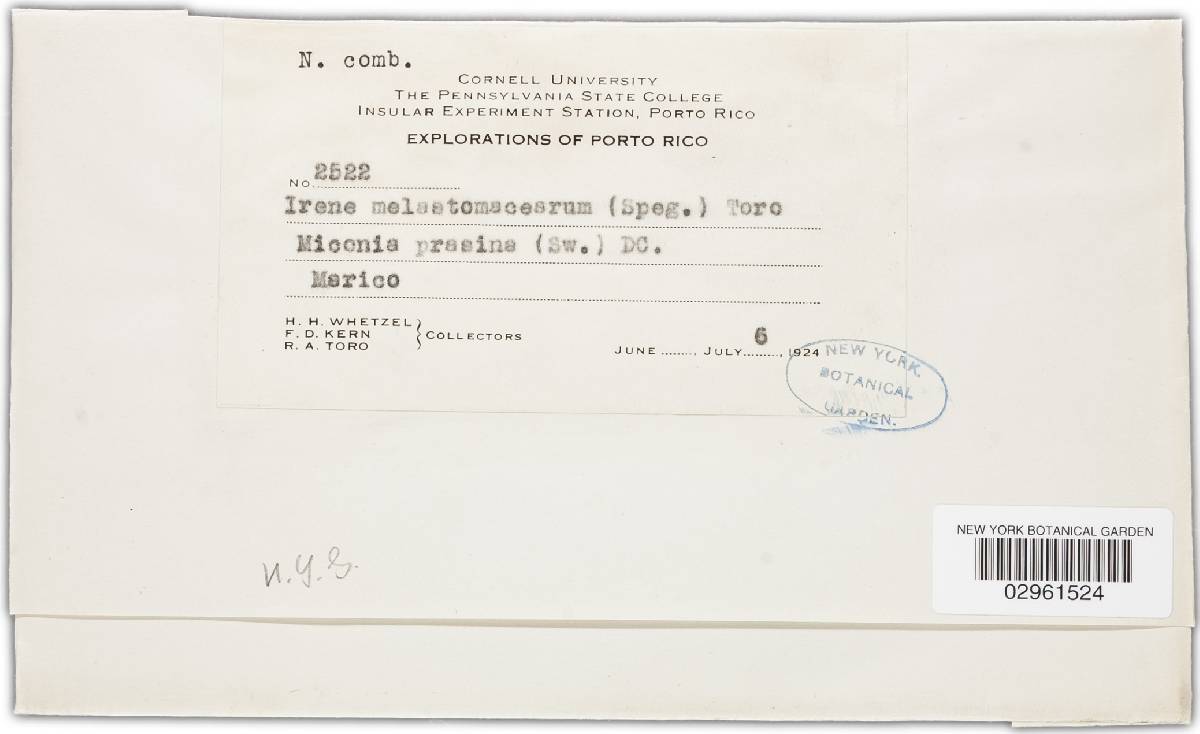 N. comb.
CORNELL UNIVERSITY
THE PENNSYLVANIA STATE COLLEGE
INSULAR EXPERIMENT STATION, PORTO RICO
EXPLORATIONS OF PORTO RICO
NO. 2522
Irene melastomacearum (Speg.) Toro
Miconia prasina (Sw.) DC.
Marico
H. H. WHETZEL
F. D. KERN } COLLECTORS
R. A. TORO
JUNE ........, JULY 6, 1924
NEW YORK
BOTANICAL
GARDEN.
NEW YORK BOTANICAL GARDEN
02961524
N.Y.G.